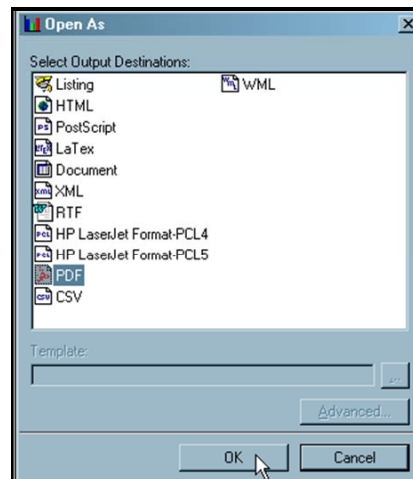 Open As
Select Output Destinations:
Listing
HTML
PostScript
LaTex
Document
XML
RTF
HP LaserJet Format-PCL4
HP LaserJet Format-PCL5
PDF
CSV
WML
Template:
...
Advanced...
OK Cancel